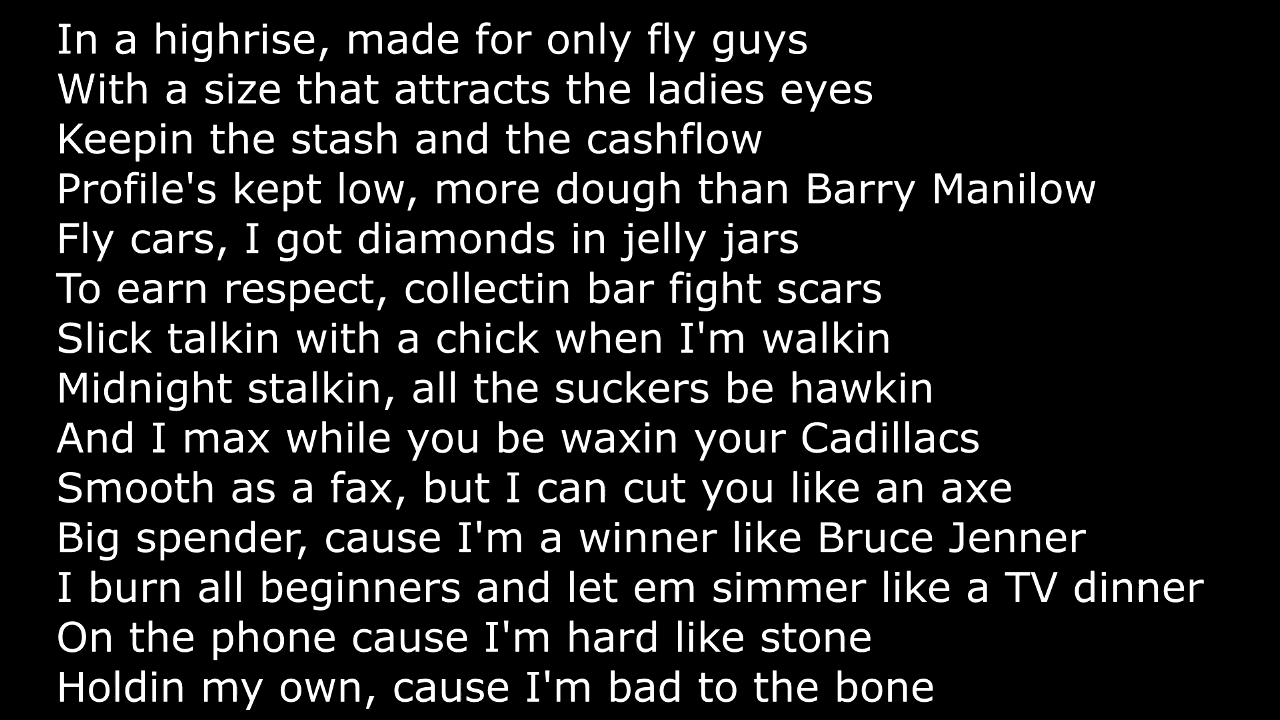 In a highrise, made for only fly guys
With a size that attracts the ladies eyes
Keepin the stash and the cashflow
Profile's kept low, more dough than Barry Manilow
Fly cars, I got diamonds in jelly jars
To earn respect, collectin bar fight scars
Slick talkin with a chick when I'm walkin
Midnight stalkin, all the suckers be hawkin
And I max while you be waxin your Cadillacs
Smooth as a fax, but I can cut you like an axe
Big spender, cause I'm a winner like Bruce Jenner
I burn all beginners and let em simmer like a TV dinner
On the phone cause I'm hard like stone
Holdin my own, cause I'm bad to the bone